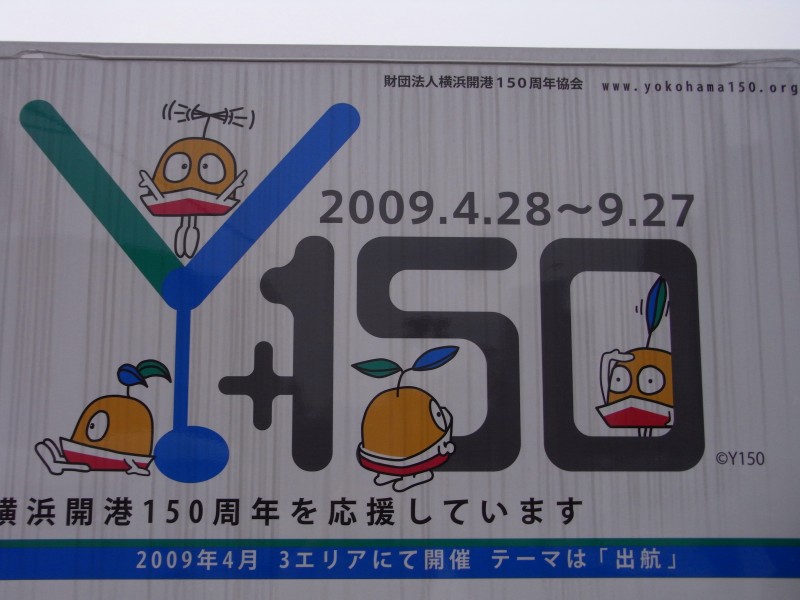 財団法人横浜開港150周年協会 www.yokohama150.org
2009.4.28～9.27
Y+150
©Y150
横浜開港150周年を応援しています
2009年4月 3エリアにて開催 テーマは「出航」